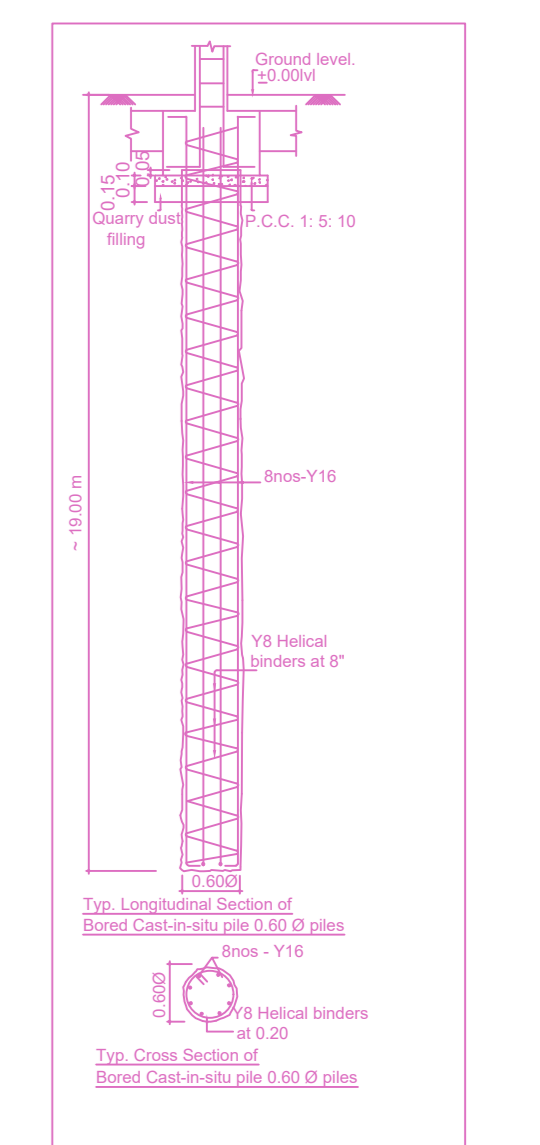 Ground level.
±0.00lvl
0.05
0.10
0.15
Quarry dust
filling
P.C.C. 1: 5: 10
~ 19.00 m
8nos-Y16
Y8 Helical
binders at 8"
0.60Ø
Typ. Longitudinal Section of
Bored Cast-in-situ pile 0.60 Ø piles
8nos - Y16
0.60Ø
Y8 Helical binders
at 0.20
Typ. Cross Section of
Bored Cast-in-situ pile 0.60 Ø piles